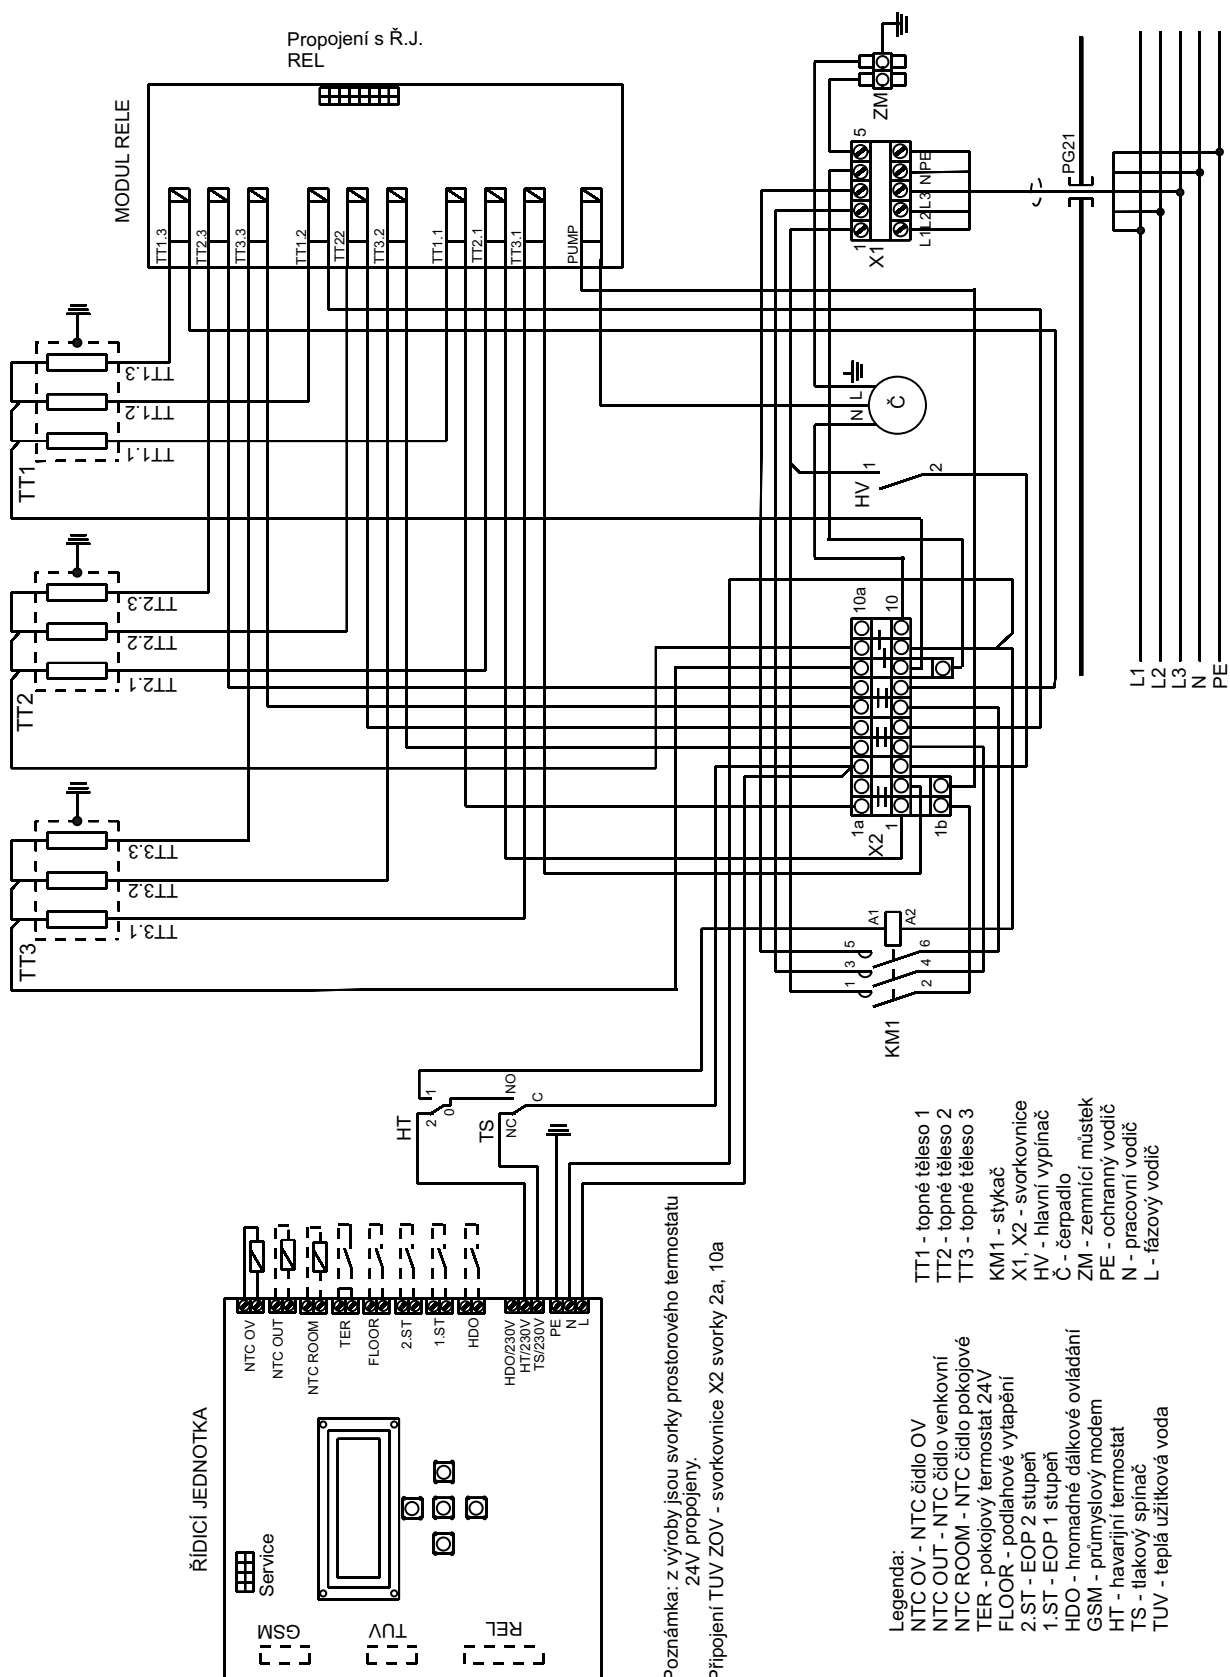 Propojení s Ř.J.
REL
MODUL RELE
TT1.3
TT2.3
TT3.3
TT1.2
TT22
TT3.2
TT1.1
TT2.1
TT3.1
PUMP
ZM
5
1
X1
L1
L2
L3
N
PE
PG21
TT1.3
TT1.2
TT1.1
TT1
TT2.3
TT2.2
TT2.1
TT2
TT3.3
TT3.2
TT3.1
TT3
N
L
Č
HV
1
2
10a
10
1a
1
1b
X2
L1
L2
L3
N
PE
A1
A2
1
3
5
2
4
6
KM1
HT
1
2
0
TS
NO
NC
C
NTC OV
NTC OUT
NTC ROOM
TER
FLOOR
2.ST
1.ST
HDO
HDO/230V
HT/230V
TS/230V
PE
N
L
ŘÍDICÍ JEDNOTKA
Service
GSM
TUV
REL
Poznámka: z výroby jsou svorky prostorového termostatu
24V propojeny.
Připojení TUV ZOV - svorkovnice X2 svorky 2a, 10a
Legenda:
NTC OV - NTC čidlo OV
NTC OUT - NTC čidlo venkovní
NTC ROOM - NTC čidlo pokojové
TER - pokojový termostat 24V
FLOOR - podlahové vytapění
2.ST - EOP 2 stupeň
1.ST - EOP 1 stupeň
HDO - hromadné dálkové ovládání
GSM - průmyslový modem
HT - havarijní termostat
TS - tlakový spínač
TUV - teplá užitková voda
TT1 - topné těleso 1
TT2 - topné těleso 2
TT3 - topné těleso 3
KM1 - stykač
X1, X2 - svorkovnice
HV - hlavní vypínač
Č - čerpadlo
ZM - zemnící můstek
PE - ochranný vodič
N - pracovní vodič
L - fázový vodič